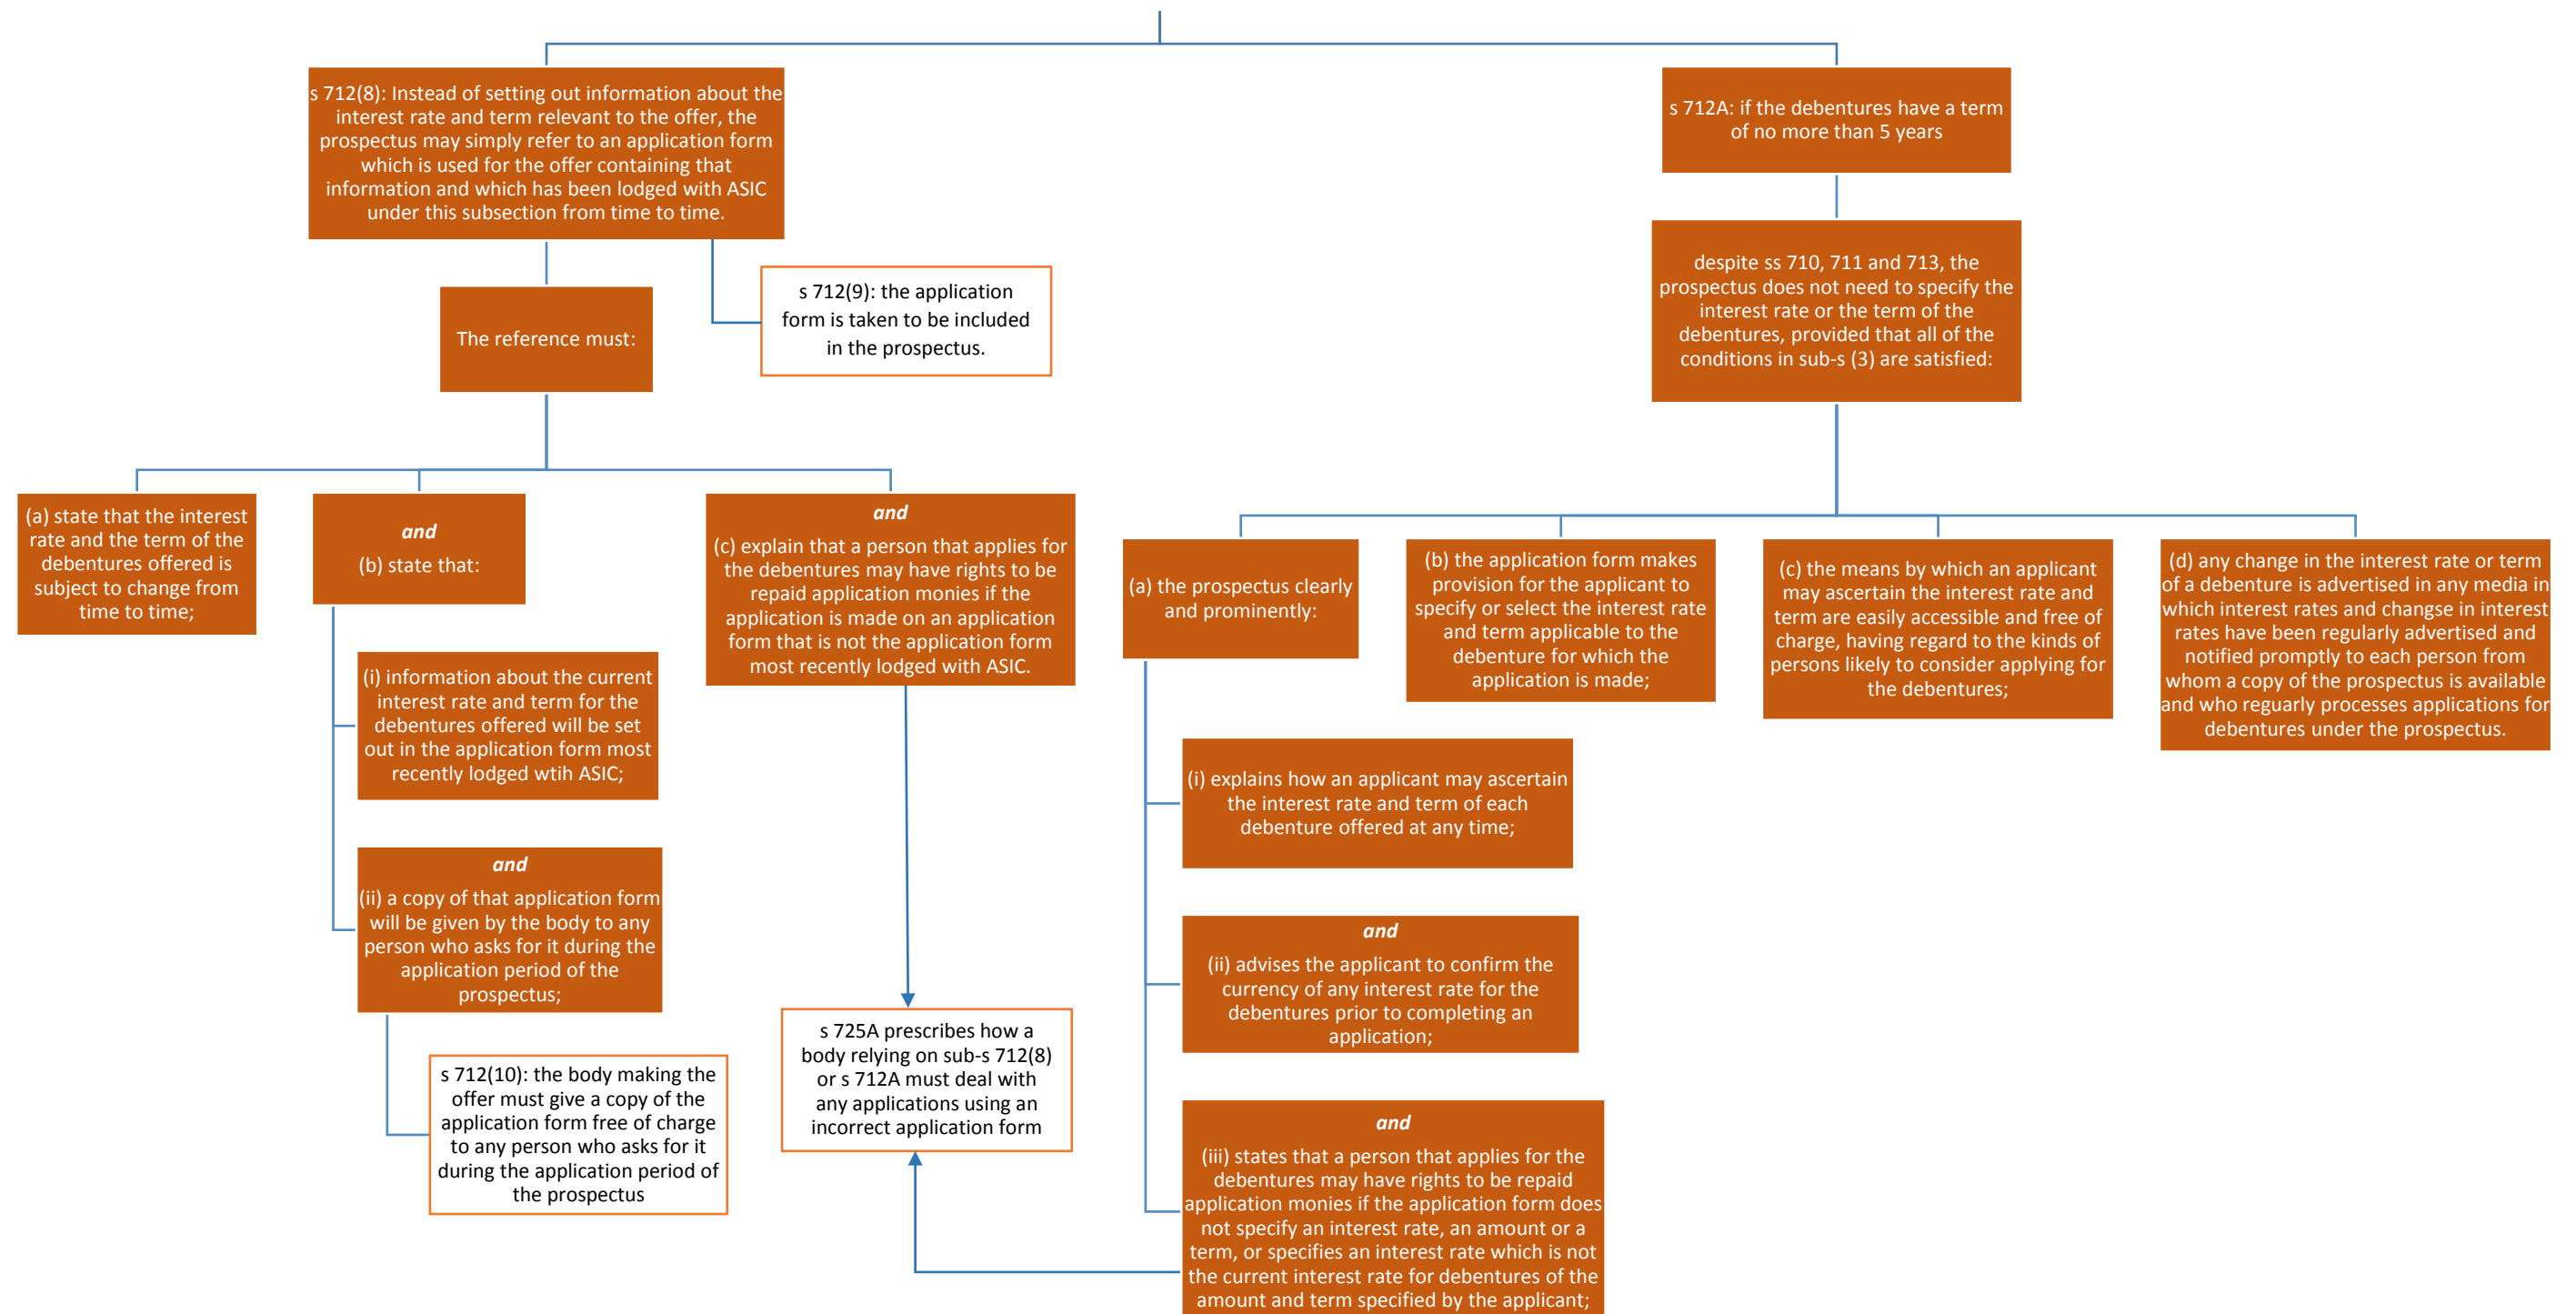 s 712(8): Instead of setting out information about the
interest rate and term relevant to the offer, the
prospectus may simply refer to an application form
which is used for the offer containing that
information and which has been lodged with ASIC
under this subsection from time to time.
s 712(9): the application
form is taken to be included
in the prospectus.
The reference must:
(a) state that the interest
rate and the term of the
debentures offered is
subject to change from
time to time;
and
(b) state that:
(i) information about the current
interest rate and term for the
debentures offered will be set
out in the application form most
recently lodged wtih ASIC;
and
(ii) a copy of that application form
will be given by the body to any
person who asks for it during the
application period of the
prospectus;
s 712(10): the body making the
offer must give a copy of the
application form free of charge
to any person who asks for it
during the application period of
the prospectus
and
(c) explain that a person that applies for
the debentures may have rights to be
repaid application monies if the
application is made on an application
form that is not the application form
most recently lodged with ASIC.
s 725A prescribes how a
body relying on sub-s 712(8)
or s 712A must deal with
any applications using an
incorrect application form
s 712A: if the debentures have a term
of no more than 5 years
despite ss 710, 711 and 713, the
prospectus does not need to specify the
interest rate or the term of the
debentures, provided that all of the
conditions in sub-s (3) are satisfied:
(a) the prospectus clearly
and prominently:
(i) explains how an applicant may ascertain
the interest rate and term of each
debenture offered at any time;
and
(ii) advises the applicant to confirm the
currency of any interest rate for the
debentures prior to completing an
application;
and
(iii) states that a person that applies for the
debentures may have rights to be repaid
application monies if the application form does
not specify an interest rate, an amount or a
term, or specifies an interest rate which is not
the current interest rate for debentures of the
amount and term specified by the applicant;
(b) the application form makes
provision for the applicant to
specify or select the interest rate
and term applicable to the
debenture for which the
application is made;
(c) the means by which an applicant
may ascertain the interest rate and
term are easily accessible and free of
charge, having regard to the kinds of
persons likely to consider applying for
the debentures;
(d) any change in the interest rate or term
of a debenture is advertised in any media in
which interest rates and changse in interest
rates have been regularly advertised and
notified promptly to each person from
whom a copy of the prospectus is available
and who reguarly processes applications for
debentures under the prospectus.